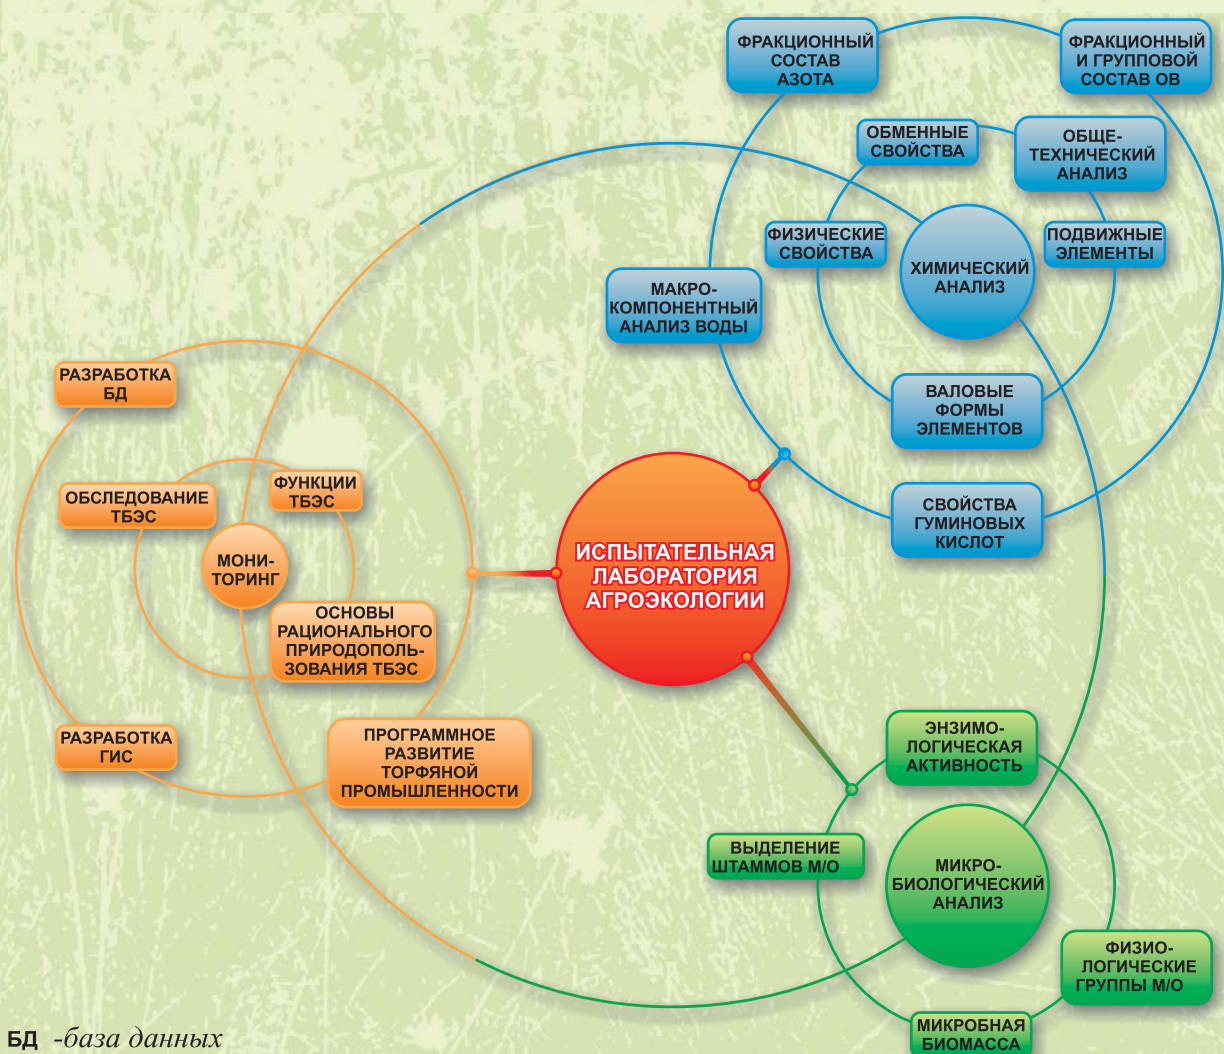 ФРАКЦИОННЫЙ
СОСТАВ
АЗОТА
ФРАКЦИОННЫЙ
И ГРУППОВОЙ
СОСТАВ ОВ
ОБМЕННЫЕ
СВОЙСТВА
ОБЩЕ-
ТЕХНИЧЕСКИЙ
АНАЛИЗ
ФИЗИЧЕСКИЕ
СВОЙСТВА
ХИМИЧЕСКИЙ
АНАЛИЗ
ПОДВИЖНЫЕ
ЭЛЕМЕНТЫ
МАКРО-
КОМПОНЕНТНЫЙ
АНАЛИЗ ВОДЫ
ВАЛОВЫЕ
ФОРМЫ
ЭЛЕМЕНТОВ
СВОЙСТВА
ГУМИНОВЫХ
КИСЛОТ
РАЗРАБОТКА
БД
ОБСЛЕДОВАНИЕ
ТБЭС
ФУНКЦИИ
ТБЭС
МОНИ-
ТОРИНГ
ОСНОВЫ
РАЦИОНАЛЬНОГО
ПРИРОДОПОЛЬ-
ЗОВАНИЯ ТБЭС
РАЗРАБОТКА
ГИС
ПРОГРАММНОЕ
РАЗВИТИЕ
ТОРФЯНОЙ
ПРОМЫШЛЕННОСТИ
ИСПЫТАТЕЛЬНАЯ
ЛАБОРАТОРИЯ
АГРОЭКОЛОГИИ
ЭНЗИМО-
ЛОГИЧЕСКАЯ
АКТИВНОСТЬ
ВЫДЕЛЕНИЕ
ШТАММОВ М/О
МИКРО-
БИОЛОГИЧЕСКИЙ
АНАЛИЗ
ФИЗИО-
ЛОГИЧЕСКИЕ
ГРУППЫ М/О
МИКРОБНАЯ
БИОМАССА
БД -база данных